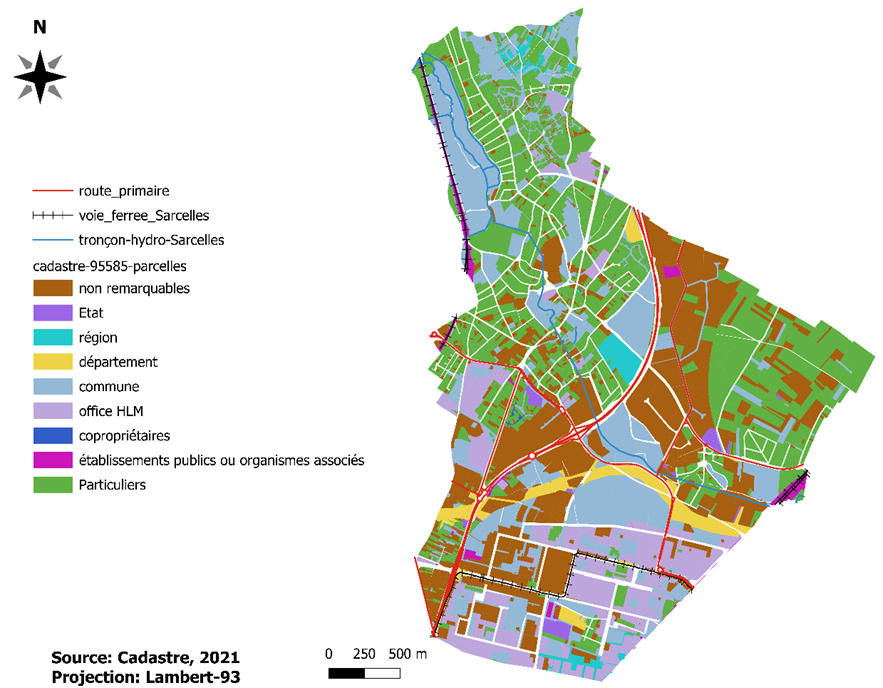 N
route_primaire
voie_ferree_Sarcelles
tronçon-hydro-Sarcelles
cadastre-95585-parcelles
non remarquables
Etat
région
département
commune
office HLM
copropriétaires
établissements publics ou organismes associés
Particuliers
Source: Cadastre, 2021
Projection: Lambert-93
0 250 500 m